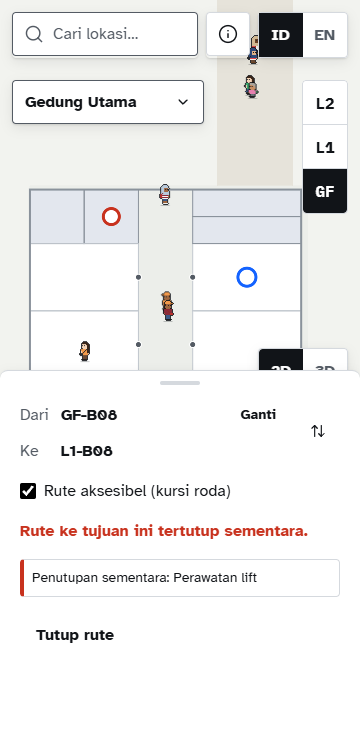 Cari lokasi...
ID
EN
Gedung Utama
L2
L1
GF
Dari GF-B08
Ganti
Ke L1-B08
Rute aksesibel (kursi roda)
Rute ke tujuan ini tertutup sementara.
Penutupan sementara: Perawatan lift
Tutup rute